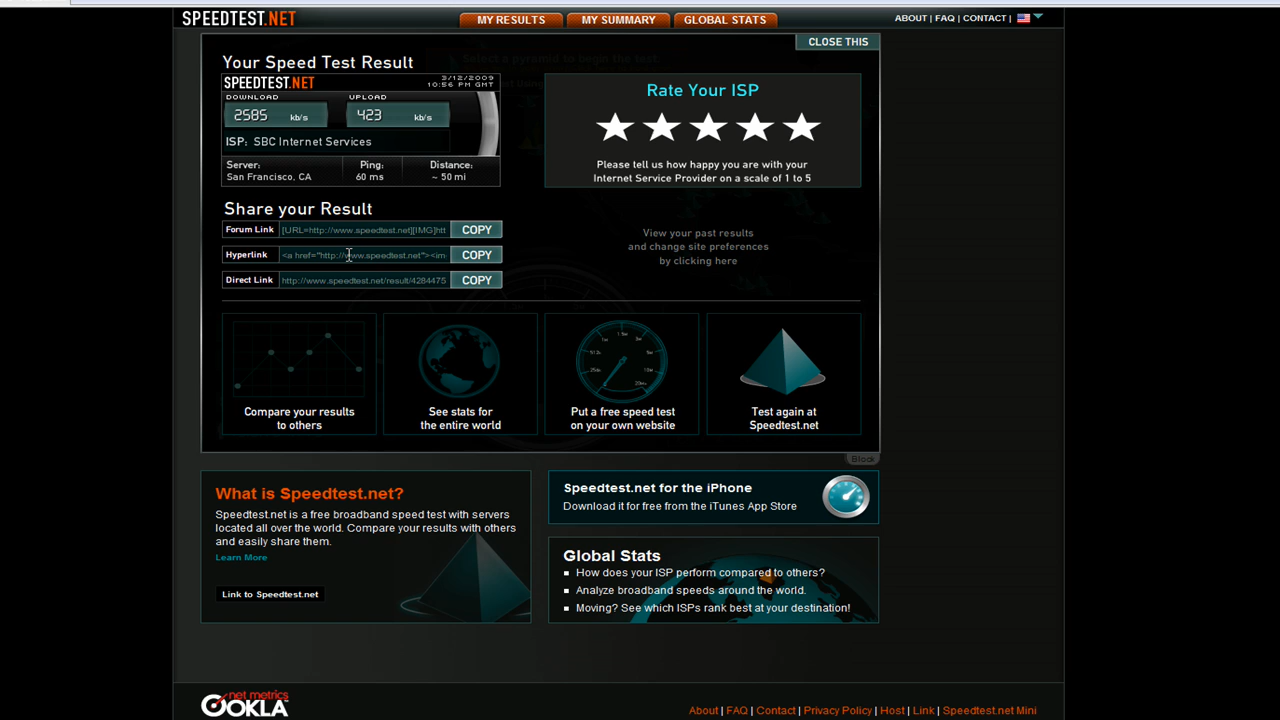 SPEEDTEST.NET
MY RESULTS
MY SUMMARY
GLOBAL STATS
ABOUT | FAQ | CONTACT |
CLOSE THIS
Your Speed Test Result
SPEEDTEST.NET
3/12/2009
10:56 PM GMT
DOWNLOAD
2585 kb/s
UPLOAD
423 kb/s
ISP: SBC Internet Services
Server:
San Francisco, CA
Ping:
60 ms
Distance:
~ 50 mi
Rate Your ISP
Please tell us how happy you are with your
Internet Service Provider on a scale of 1 to 5
Share your Result
Forum Link [URL=http://www.speedtest.net][IMG]htt COPY
Hyperlink <a href="http://www.speedtest.net"><im COPY
Direct Link http://www.speedtest.net/result/4284475 COPY
View your past results
and change site preferences
by clicking here
Compare your results
to others
See stats for
the entire world
Put a free speed test
on your own website
Test again at
Speedtest.net
Block
What is Speedtest.net?
Speedtest.net is a free broadband speed test with servers
located all over the world. Compare your results with others
and easily share them.
Learn More
Link to Speedtest.net
Speedtest.net for the iPhone
Download it for free from the iTunes App Store
Global Stats
How does your ISP perform compared to others?
Analyze broadband speeds around the world.
Moving? See which ISPs rank best at your destination!
net metrics
OOKLA
About | FAQ | Contact | Privacy Policy | Host | Link | Speedtest.net Mini